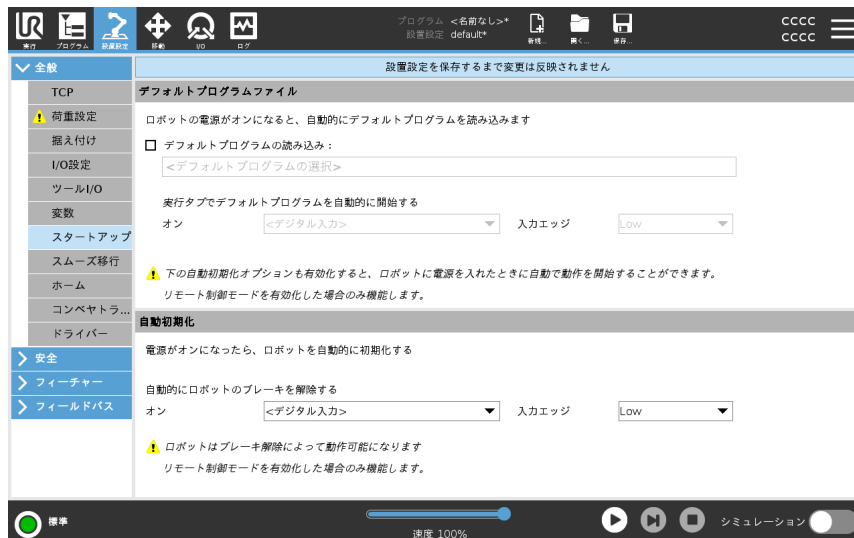 UR
実行
プログラム
設置設定
移動
I/O
ログ
プログラム <名前なし>*
設置設定 default*
新規...
開く...
保存...
CCCC
CCCC
全般
TCP
荷重設定
据え付け
I/O設定
ツールI/O
変数
スタートアップ
スムーズ移行
ホーム
コンベヤトラ...
ドライバー
安全
フィーチャー
フィールドバス
設置設定を保存するまで変更は反映されません
デフォルトプログラムファイル
ロボットの電源がオンになると、自動的にデフォルトプログラムを読み込みます
デフォルトプログラムの読み込み：
<デフォルトプログラムの選択>
実行タブでデフォルトプログラムを自動的に開始する
オン <デジタル入力> 入力エッジ Low
下の自動初期化オプションも有効化すると、ロボットに電源を入れたときに自動で動作を開始することができます。
リモート制御モードを有効化した場合のみ機能します。
自動初期化
電源がオンになったら、ロボットを自動的に初期化する
自動的にロボットのブレーキを解除する
オン <デジタル入力> 入力エッジ Low
ロボットはブレーキ解除によって動作可能になります
リモート制御モードを有効化した場合のみ機能します。
標準
速度 100%
シミュレーション